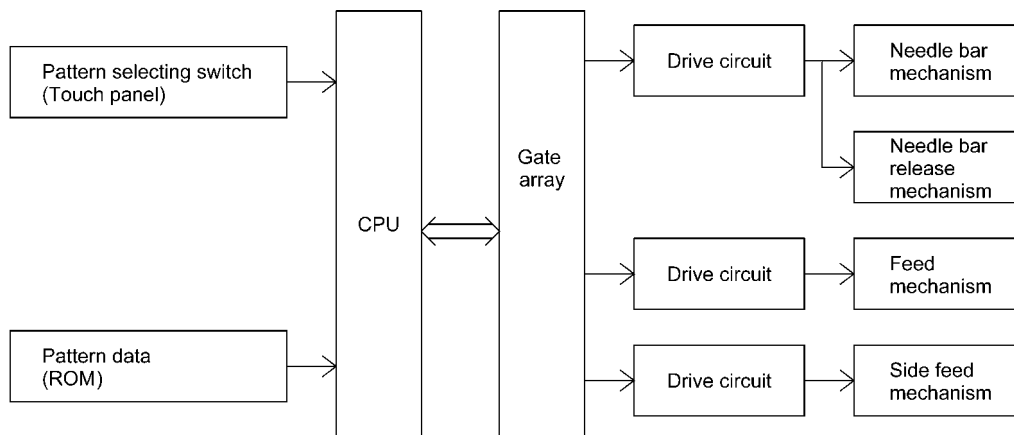 Pattern selecting switch
(Touch panel)
Pattern data
(ROM)
CPU
Gate
array
Drive circuit
Needle bar
mechanism
Needle bar
release
mechanism
Drive circuit
Feed
mechanism
Drive circuit
Side feed
mechanism